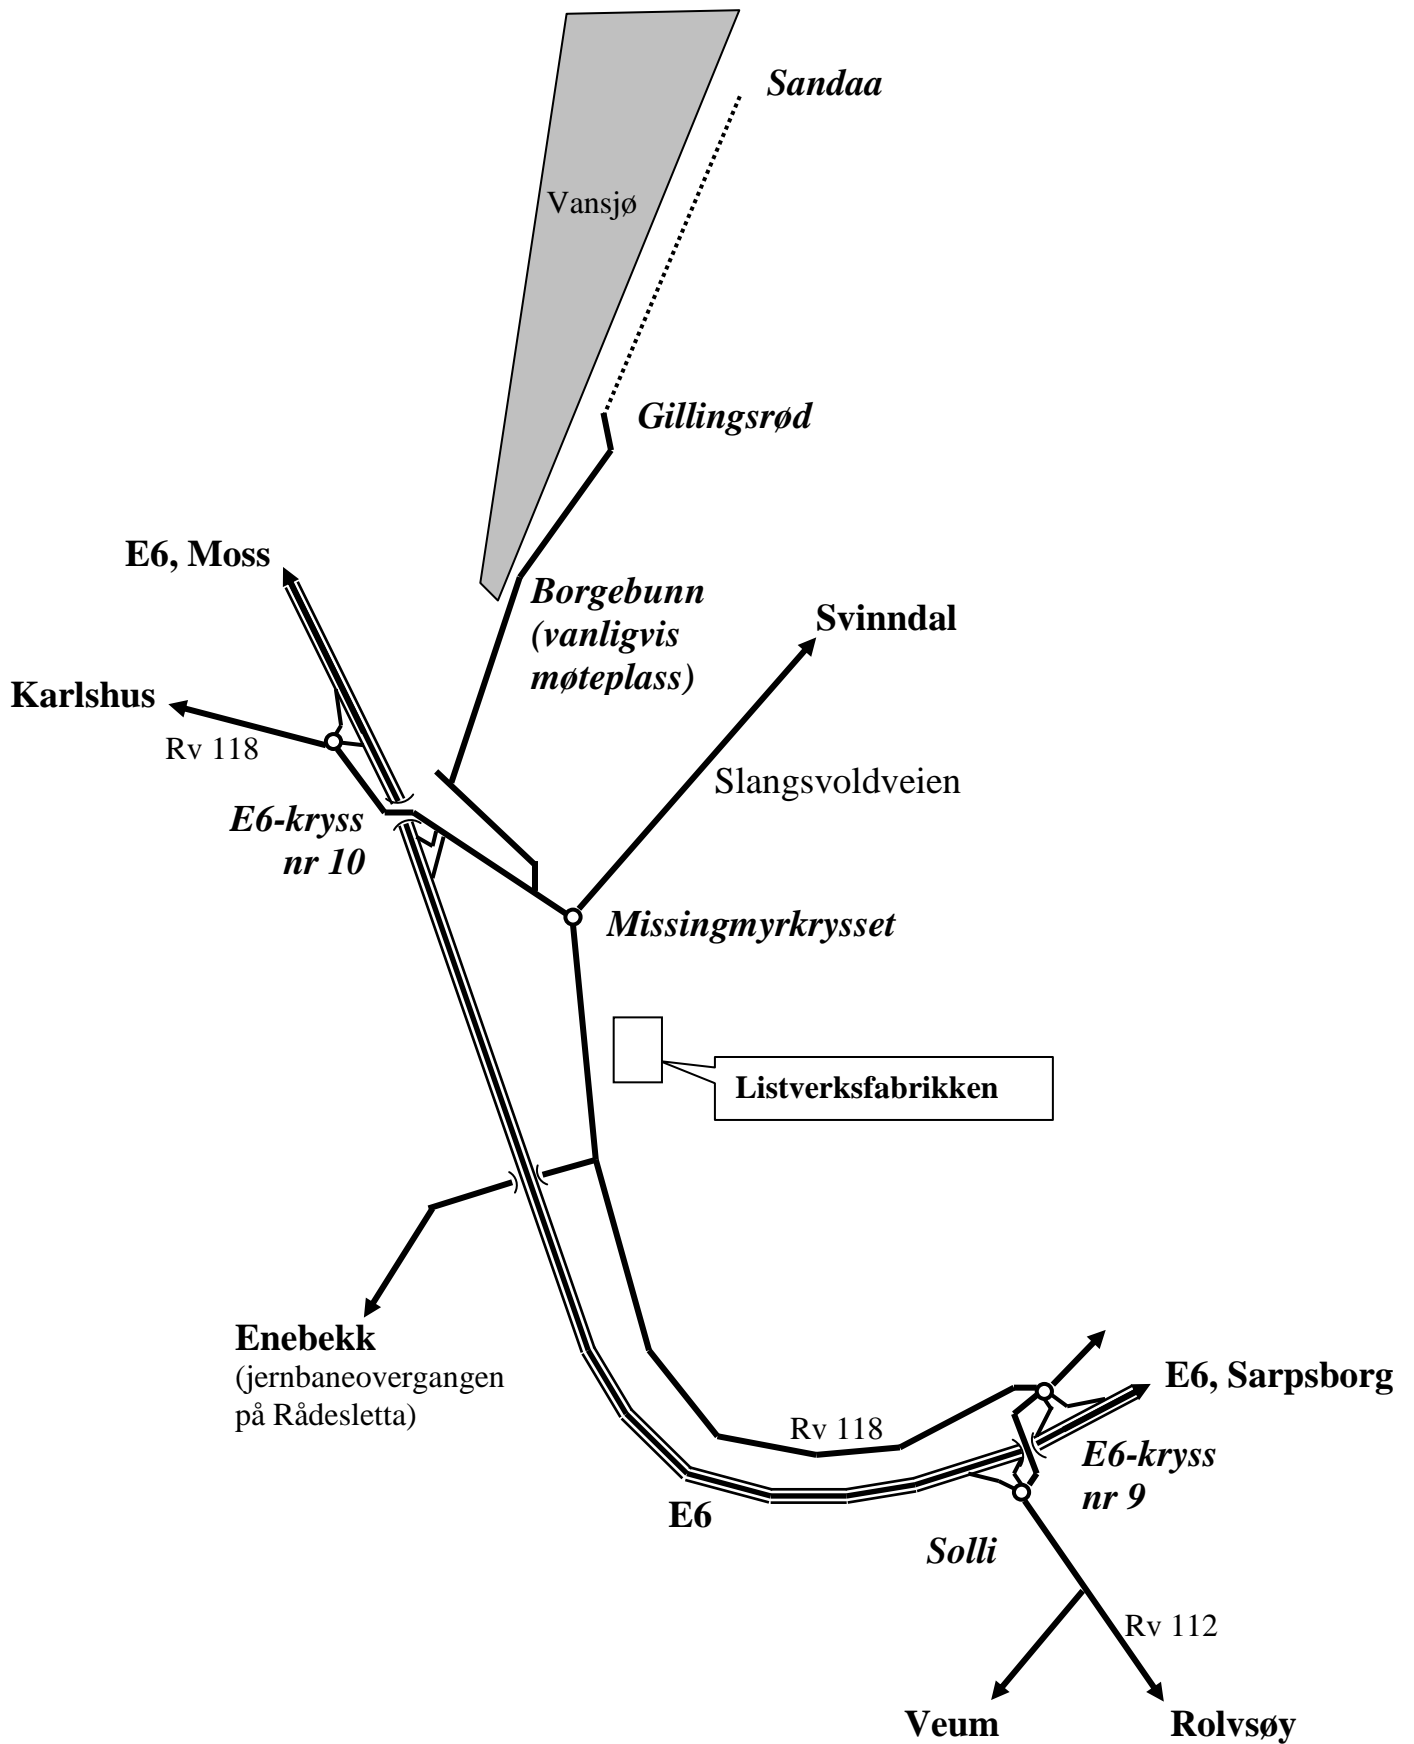 Sandaa
Vansjø
Gillingsrød
E6, Moss
Borgebunn
(vanligvis
møteplass)
Svinndal
Karlshus
Rv 118
Slangsvoldveien
E6-kryss
nr 10
Missingmyrkrysset
Listverksfabrikken
Enebekk
(jernbaneovergangen
på Rådesletta)
E6, Sarpsborg
Rv 118
E6-kryss
nr 9
E6
Solli
Rv 112
Veum
Rolvsøy